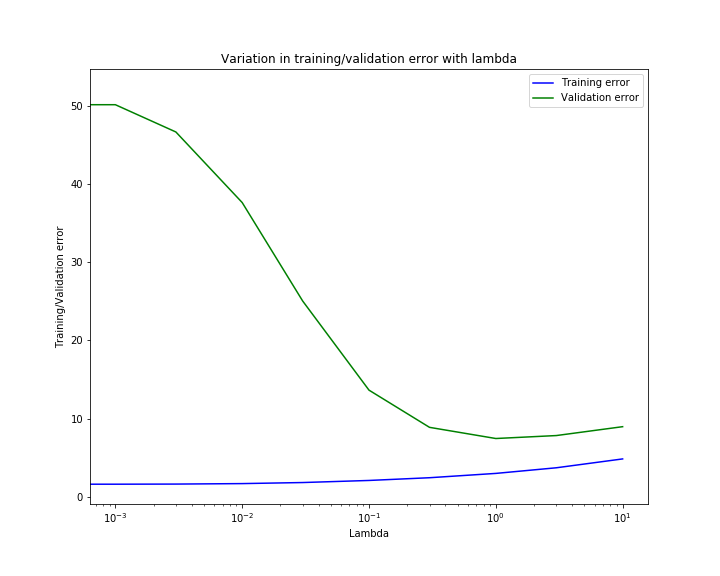 Variation in training/validation error with lambda
Training error
Validation error
Training/Validation error
50
40
30
20
10
0
10⁻³
10⁻²
10⁻¹
10⁰
10¹
Lambda